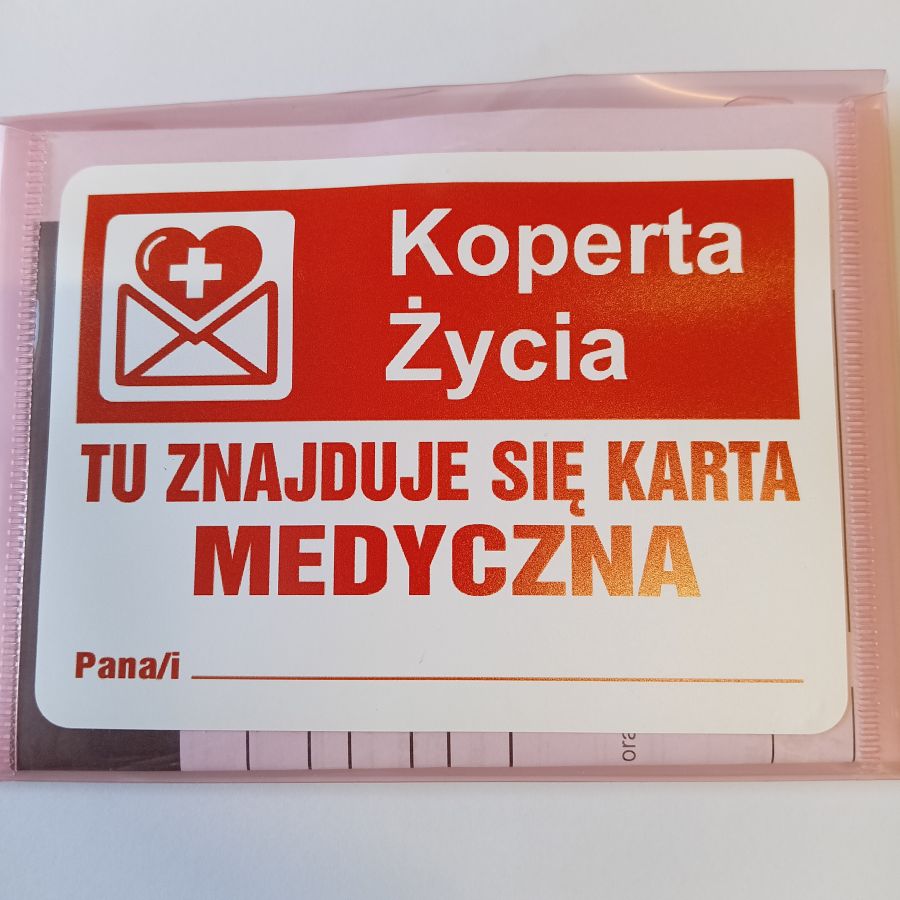 Koperta
Życia
TU ZNAJDUJE SIĘ KARTA
MEDYCZNA
Pana/i